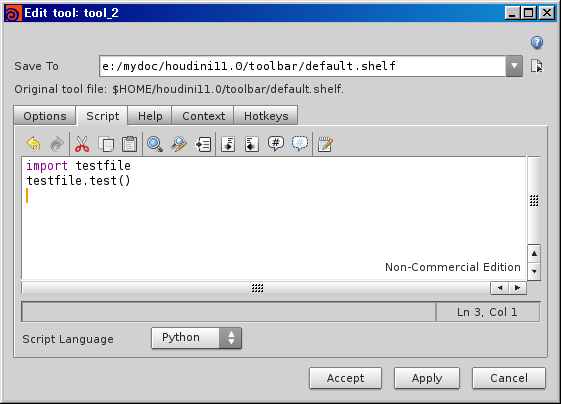 Edit tool: tool_2
Save To
e:/mydoc/houdini11.0/toolbar/default.shelf
Original tool file: $HOME/houdini11.0/toolbar/default.shelf.
Options Script Help Context Hotkeys
import testfile
testfile.test()
Non-Commercial Edition
Ln 3, Col 1
Script Language Python
Accept Apply Cancel